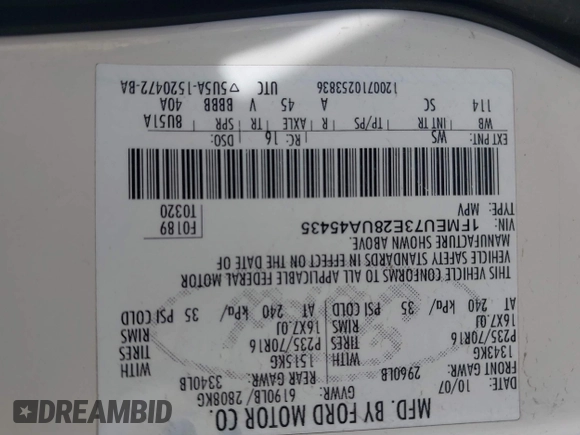 MFD. BY FORD MOTOR CO.
DATE: 10/07 GVWR: 6190LB/ 2808KG
FRONT GAWR: 2960LB REAR GAWR: 3340LB
1343KG WITH 1515KG WITH
P235/70R16 TIRES P235/70R16 TIRES
16X7.0J RIMS 16X7.0J RIMS
AT 240 kPa/ 35 PSI COLD AT 240 kPa/ 35 PSI COLD
THIS VEHICLE CONFORMS TO ALL APPLICABLE FEDERAL MOTOR
VEHICLE SAFETY STANDARDS IN EFFECT ON THE DATE OF
MANUFACTURE SHOWN ABOVE.
VIN: 1FMEU73E28UA45435 F0189
TYPE: MPV T0320
EXT PNT: WS RC: 16 DSO:
WB INT TR TP/PS R AXLE TR SPR 8U51A
114 SC A 45 V BBBB 40A
1200710253836 UTC ▽ 5U5A-1520472-BA
DREAMBID